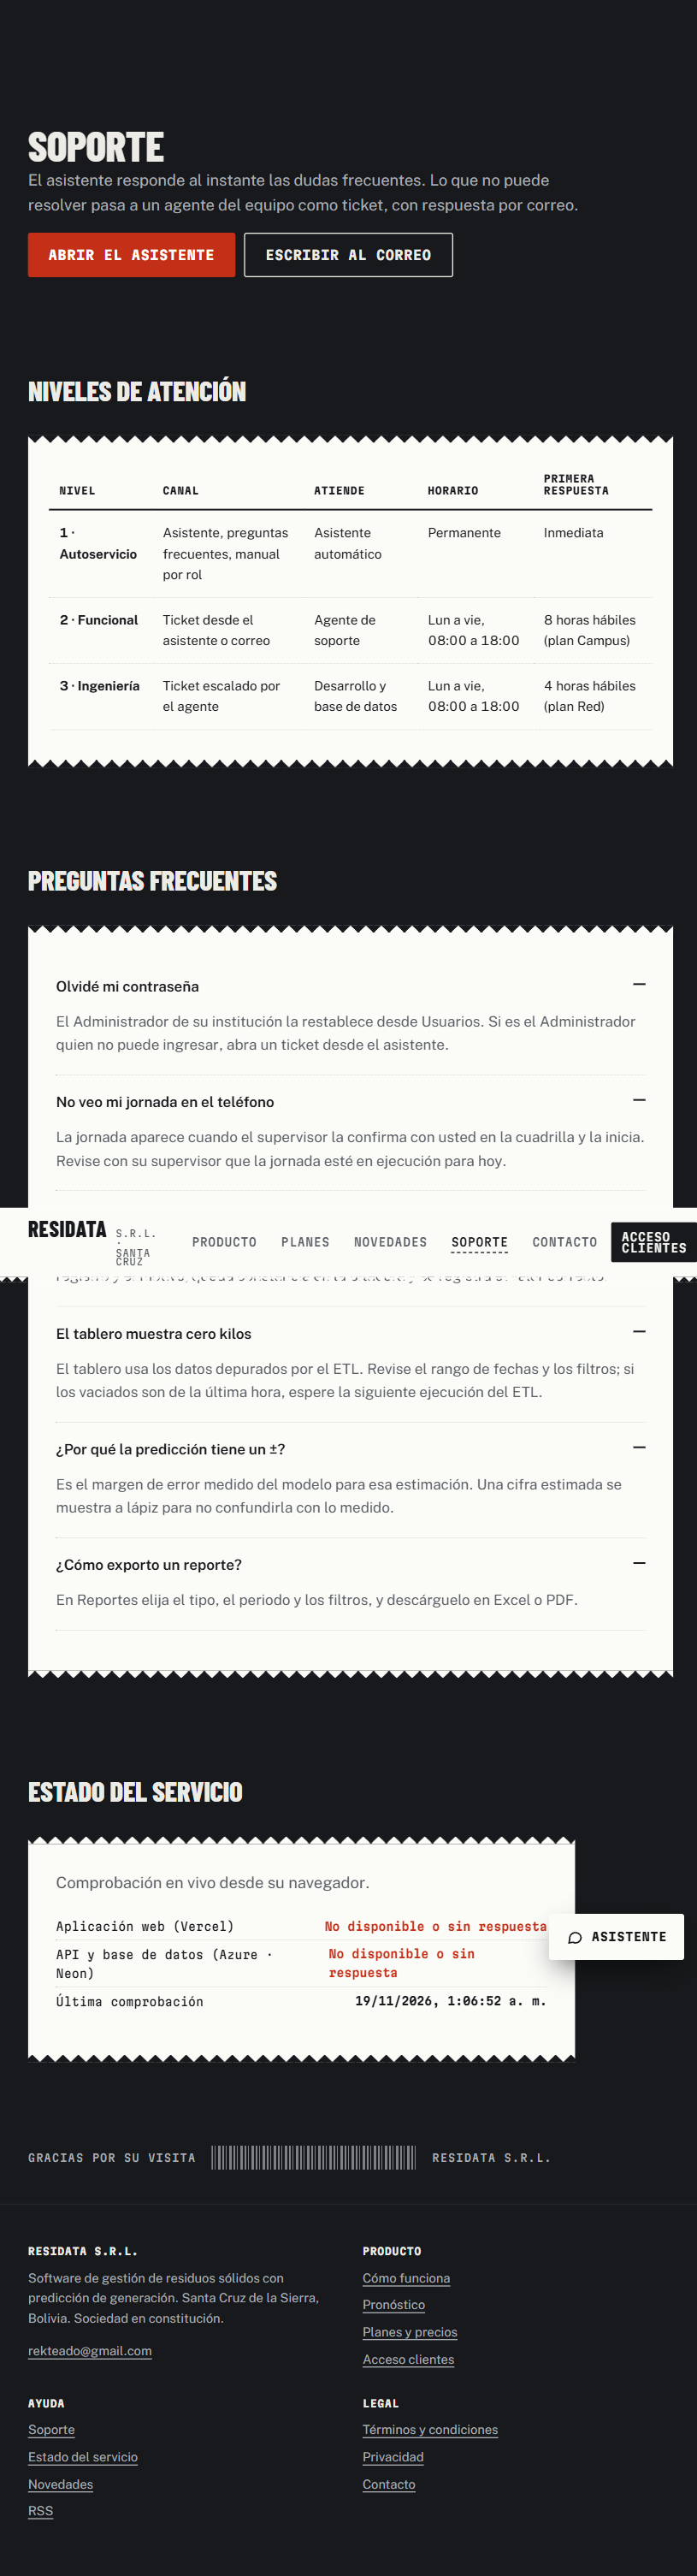 SOPORTE
El asistente responde al instante las dudas frecuentes. Lo que no puede
resolver pasa a un agente del equipo como ticket, con respuesta por correo.
ABRIR EL ASISTENTE
ESCRIBIR AL CORREO
NIVELES DE ATENCIÓN
NIVEL CANAL ATIENDE HORARIO PRIMERA RESPUESTA
1 · Autoservicio
Asistente, preguntas frecuentes, manual por rol
Asistente automático
Permanente
Inmediata
2 · Funcional
Ticket desde el asistente o correo
Agente de soporte
Lun a vie, 08:00 a 18:00
8 horas hábiles (plan Campus)
3 · Ingeniería
Ticket escalado por el agente
Desarrollo y base de datos
Lun a vie, 08:00 a 18:00
4 horas hábiles (plan Red)
PREGUNTAS FRECUENTES
Olvidé mi contraseña
El Administrador de su institución la restablece desde Usuarios. Si es el Administrador
quien no puede ingresar, abra un ticket desde el asistente.
No veo mi jornada en el teléfono
La jornada aparece cuando el supervisor la confirma con usted en la cuadrilla y la inicia.
Revise con su supervisor que la jornada esté en ejecución para hoy.
RESIDATA
S.R.L.
·
SANTA
CRUZ
PRODUCTO
PLANES
NOVEDADES
SOPORTE
CONTACTO
ACCESO
CLIENTES
El tablero muestra cero kilos
El tablero usa los datos depurados por el ETL. Revise el rango de fechas y los filtros; si
los vaciados son de la última hora, espere la siguiente ejecución del ETL.
¿Por qué la predicción tiene un ±?
Es el margen de error medido del modelo para esa estimación. Una cifra estimada se
muestra a lápiz para no confundirla con lo medido.
¿Cómo exporto un reporte?
En Reportes elija el tipo, el periodo y los filtros, y descárguelo en Excel o PDF.
ESTADO DEL SERVICIO
Comprobación en vivo desde su navegador.
Aplicación web (Vercel)
No disponible o sin respuesta
API y base de datos (Azure ·
Neon)
No disponible o sin
respuesta
Última comprobación
19/11/2026, 1:06:52 a. m.
ASISTENTE
GRACIAS POR SU VISITA
RESIDATA S.R.L.
RESIDATA S.R.L.
Software de gestión de residuos sólidos con
predicción de generación. Santa Cruz de la Sierra,
Bolivia. Sociedad en constitución.
rekteado@gmail.com
PRODUCTO
Cómo funciona
Pronóstico
Planes y precios
Acceso clientes
AYUDA
Soporte
Estado del servicio
Novedades
RSS
LEGAL
Términos y condiciones
Privacidad
Contacto